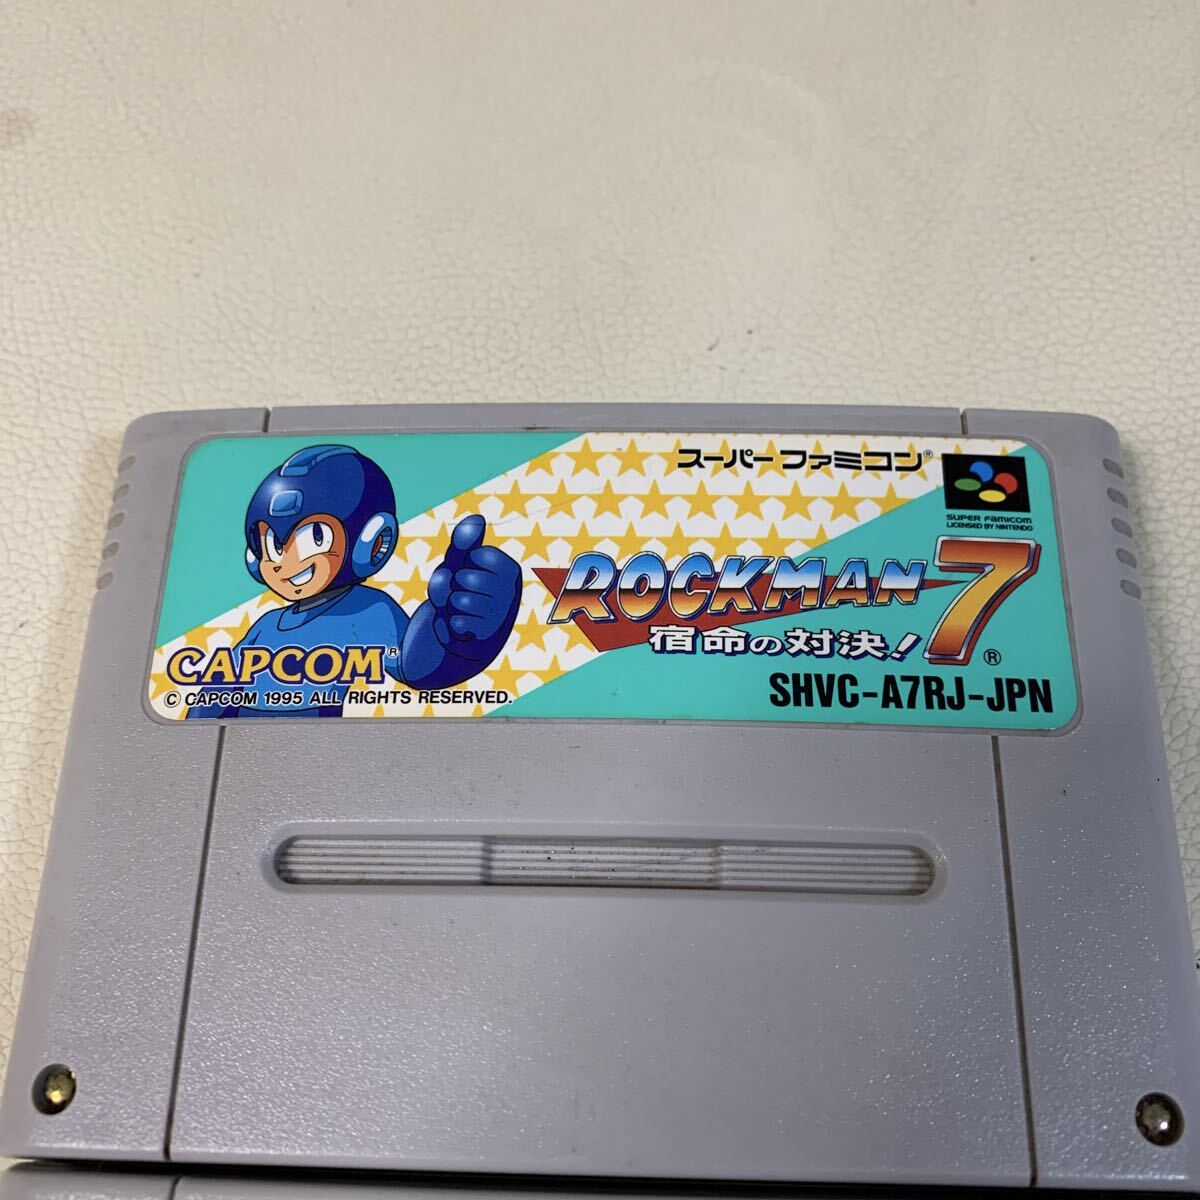 スーパーファミコン®
SUPER FAMICOM
LICENSED BY NINTENDO
ROCKMAN 7®
宿命の対決!
CAPCOM®
© CAPCOM 1995 ALL RIGHTS RESERVED.
SHVC-A7RJ-JPN